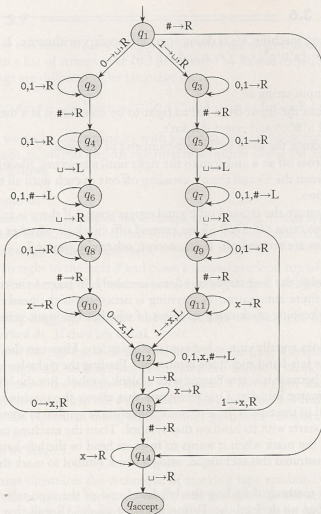 q1
#→R
0→␣,R
1→␣,R
q2
0,1→R
q3
0,1→R
#→R
#→R
q4
0,1→R
q5
0,1→R
␣→L
␣→L
0,1,#→L
q6
q7
0,1,#→L
␣→R
␣→R
0,1→R
q8
q9
0,1→R
#→R
#→R
x→R
q10
q11
x→R
0→x,L
1→x,L
q12
0,1,x,#→L
␣→R
x→R
0→x,R
q13
1→x,R
#→R
x→R
q14
␣→R
qaccept